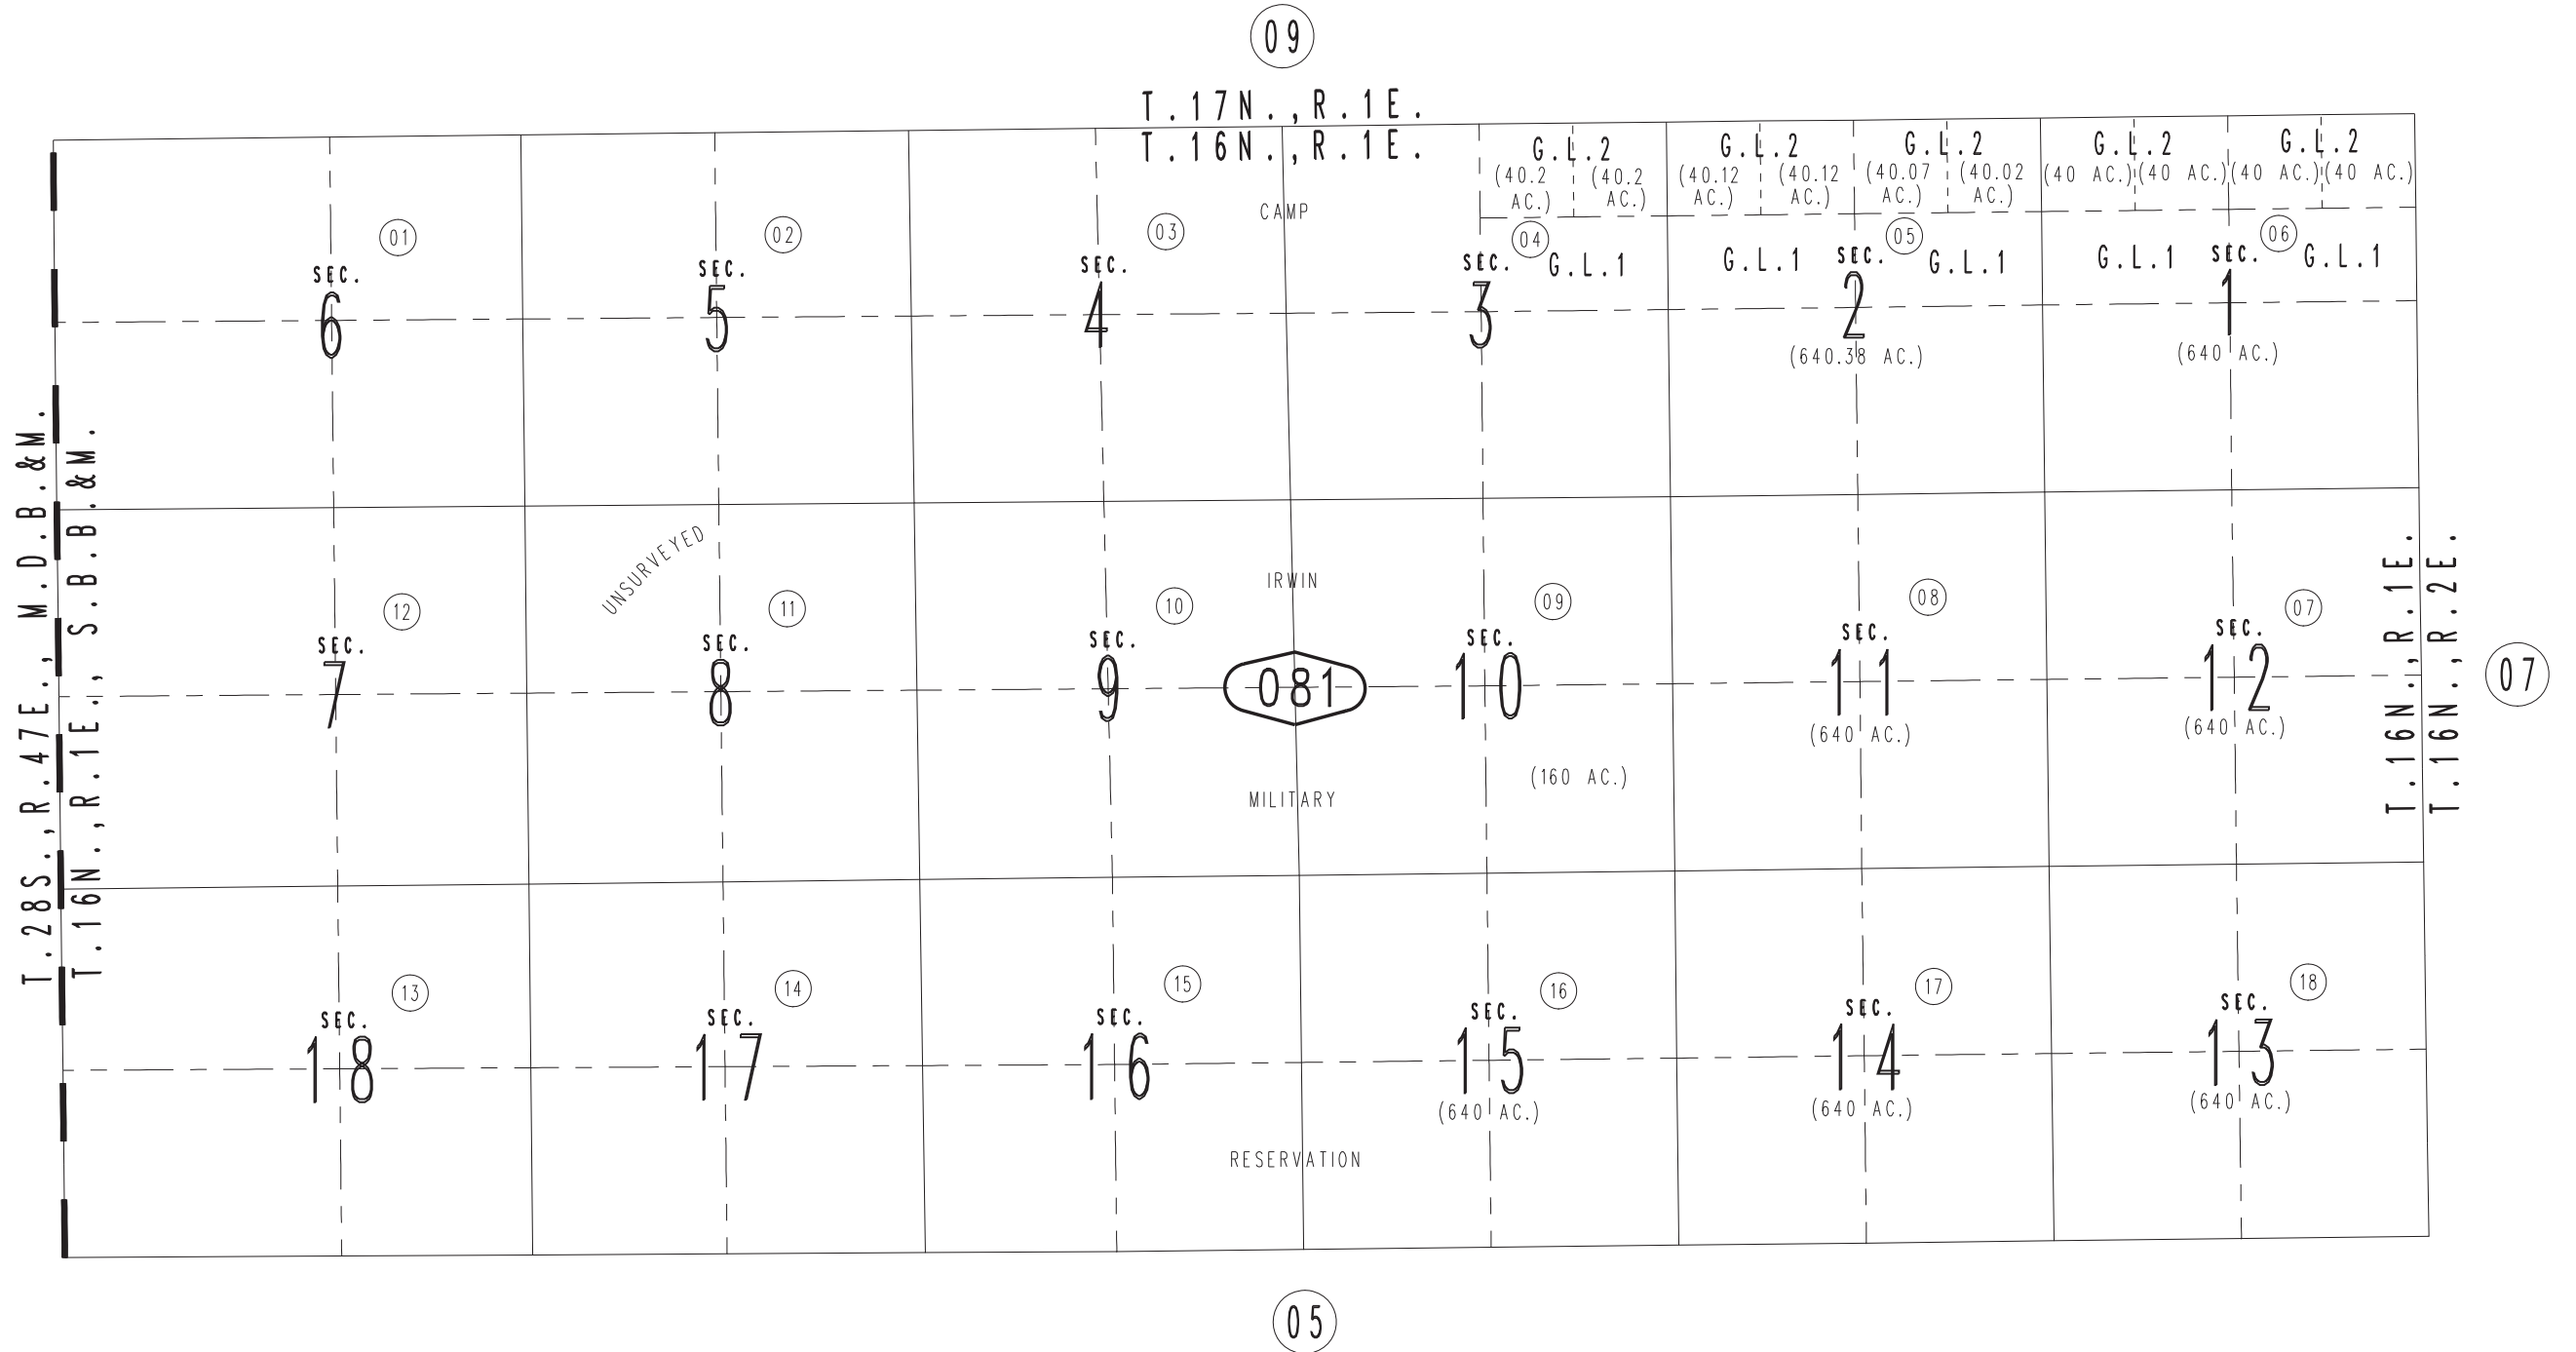 09
T.17N.,R.1E.
T.16N.,R.1E.
G.L.2
G.L.2
G.L.2
G.L.2
G.L.2
(40.2 AC.)
(40.2 AC.)
(40.12 AC.)
(40.12 AC.)
(40.07 AC.)
(40.02 AC.)
(40 AC.)
(40 AC.)
(40 AC.)
(40 AC.)
CAMP
01
SEC.
6
02
SEC.
5
03
SEC.
4
04
SEC.
3
G.L.1
G.L.1
05
SEC.
2
G.L.1
(640.38 AC.)
G.L.1
06
SEC.
1
G.L.1
(640 AC.)
T.28S.,R.47E., M.D.B.&M.
T.16N.,R.1E., S.B.B.&M.
UNSURVEYED
IRWIN
12
SEC.
7
11
SEC.
8
10
SEC.
9
081
09
SEC.
10
(160 AC.)
08
SEC.
11
(640 AC.)
07
SEC.
12
(640 AC.)
T.16N.,R.1E.
T.16N.,R.2E.
07
MILITARY
13
SEC.
18
14
SEC.
17
15
SEC.
16
16
SEC.
15
(640 AC.)
17
SEC.
14
(640 AC.)
18
SEC.
13
(640 AC.)
RESERVATION
05